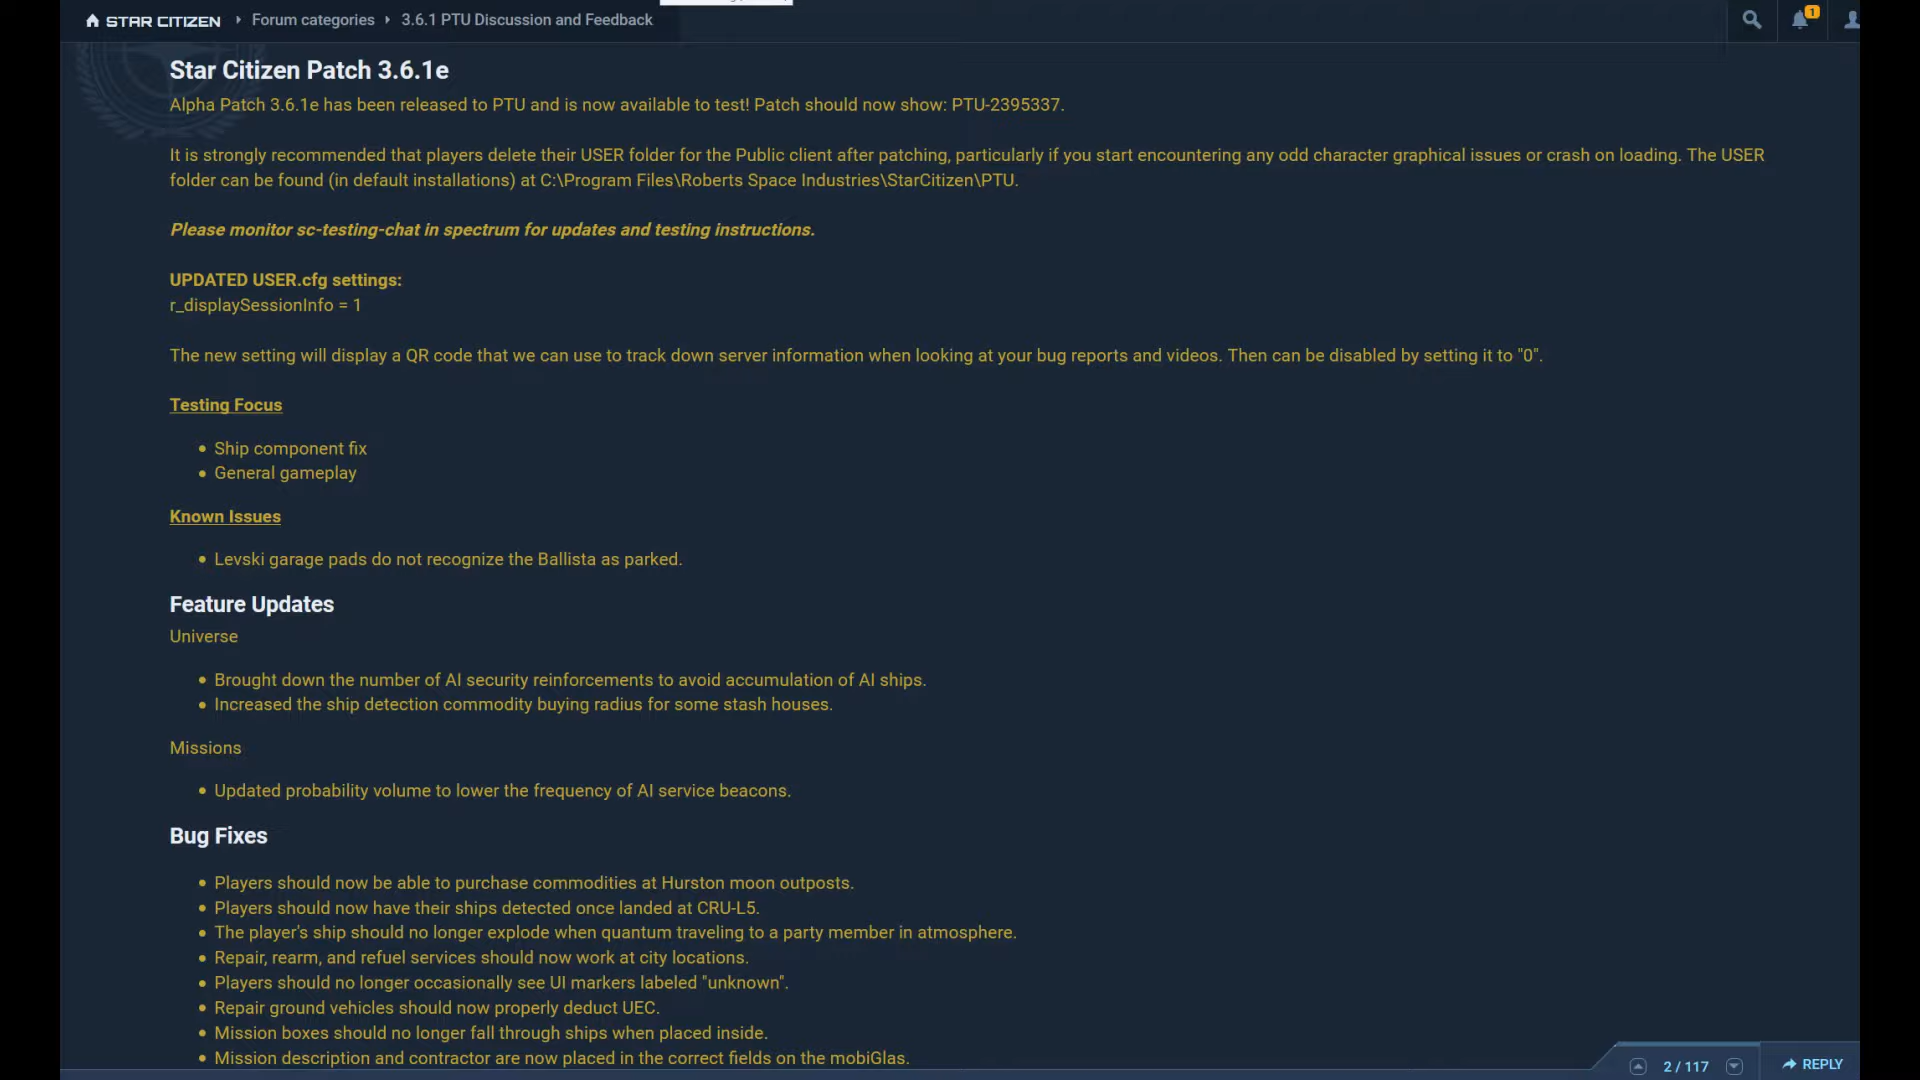 STAR CITIZEN
Forum categories
3.6.1 PTU Discussion and Feedback
1
Star Citizen Patch 3.6.1e
Alpha Patch 3.6.1e has been released to PTU and is now available to test! Patch should now show: PTU-2395337.
It is strongly recommended that players delete their USER folder for the Public client after patching, particularly if you start encountering any odd character graphical issues or crash on loading. The USER
folder can be found (in default installations) at C:\Program Files\Roberts Space Industries\StarCitizen\PTU.
Please monitor sc-testing-chat in spectrum for updates and testing instructions.
UPDATED USER.cfg settings:
r_displaySessionInfo = 1
The new setting will display a QR code that we can use to track down server information when looking at your bug reports and videos. Then can be disabled by setting it to "0".
Testing Focus
• Ship component fix
• General gameplay
Known Issues
• Levski garage pads do not recognize the Ballista as parked.
Feature Updates
Universe
• Brought down the number of AI security reinforcements to avoid accumulation of AI ships.
• Increased the ship detection commodity buying radius for some stash houses.
Missions
• Updated probability volume to lower the frequency of AI service beacons.
Bug Fixes
• Players should now be able to purchase commodities at Hurston moon outposts.
• Players should now have their ships detected once landed at CRU-L5.
• The player's ship should no longer explode when quantum traveling to a party member in atmosphere.
• Repair, rearm, and refuel services should now work at city locations.
• Players should no longer occasionally see UI markers labeled "unknown".
• Repair ground vehicles should now properly deduct UEC.
• Mission boxes should no longer fall through ships when placed inside.
• Mission description and contractor are now placed in the correct fields on the mobiGlas.
2 / 117
REPLY